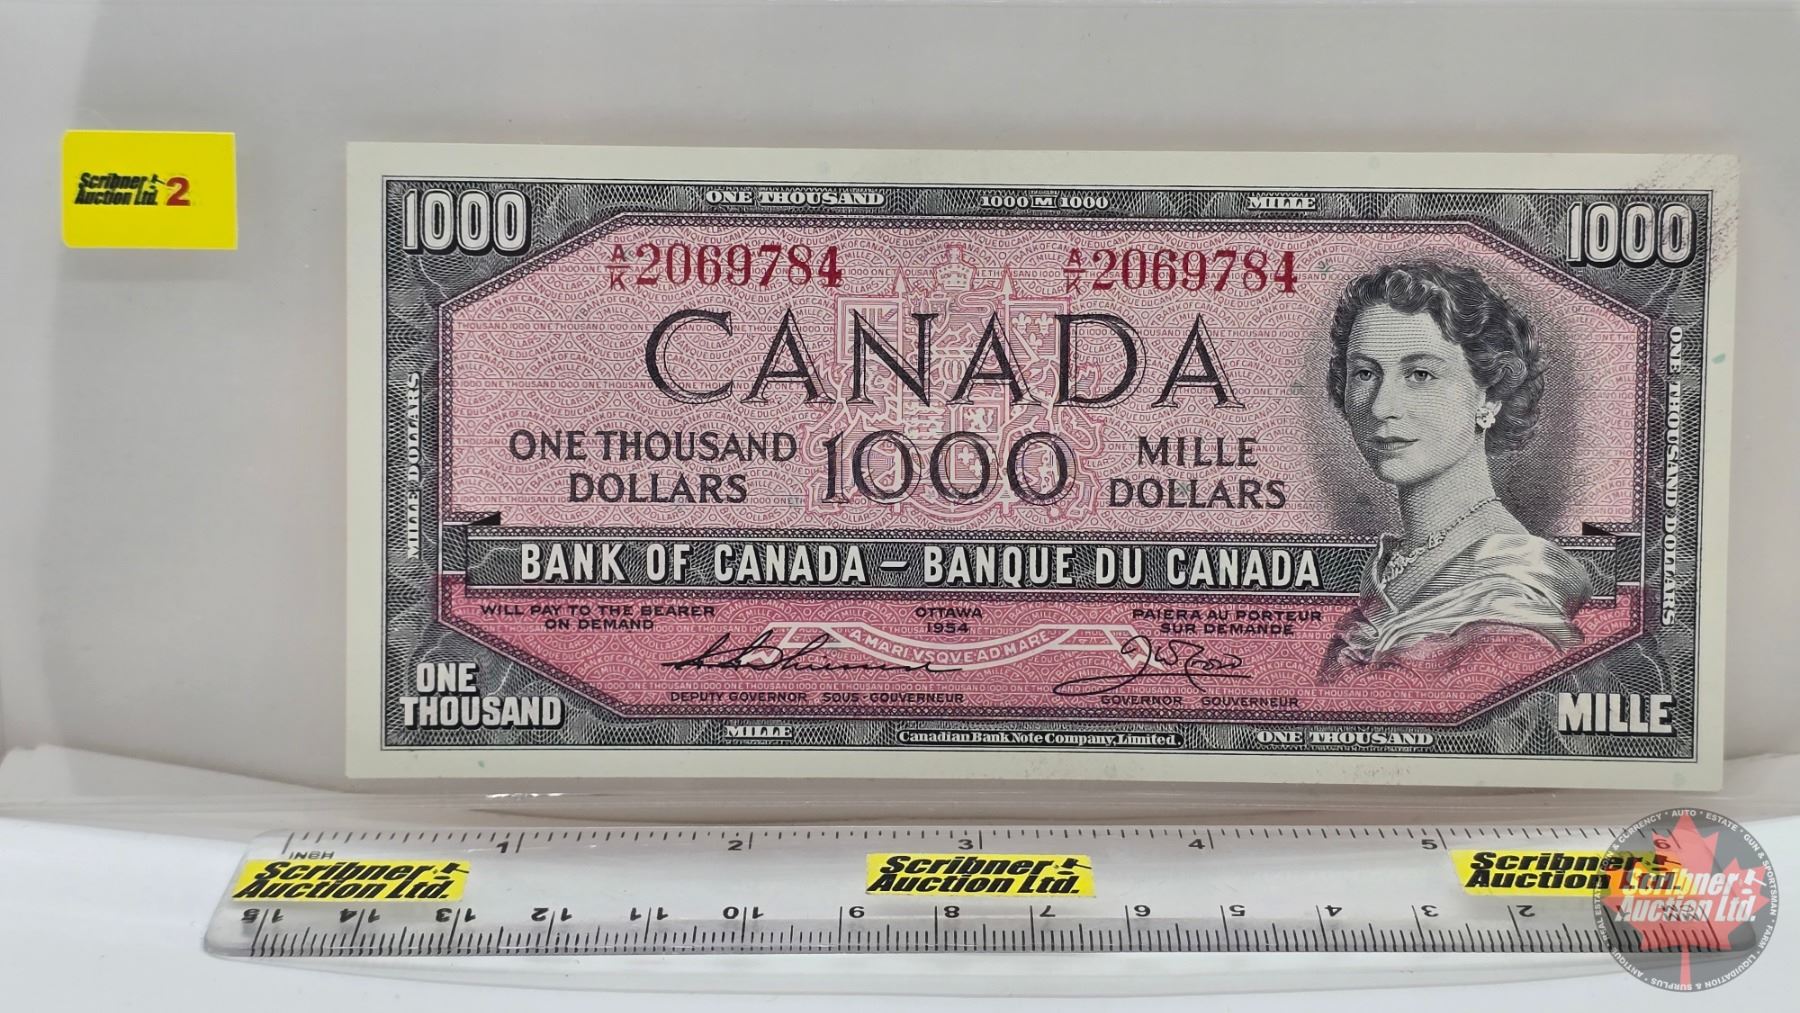 Scribner
Auction Ltd. 2
1000 ONE THOUSAND 1000 M 1000 MILLE 1000
A/K 2069784 A/K 2069784
CANADA
ONE THOUSAND DOLLARS 1000 MILLE DOLLARS
MILLE DOLLARS
ONE THOUSAND DOLLARS
BANK OF CANADA – BANQUE DU CANADA
WILL PAY TO THE BEARER ON DEMAND
OTTAWA
1954
PAIERA AU PORTEUR SUR DEMANDE
A·MARI·VSQVE·AD·MARE
DEPUTY GOVERNOR SOUS-GOUVERNEUR
GOVERNOR GOUVERNEUR
ONE THOUSAND
MILLE
MILLE Canadian Bank Note Company, Limited. ONE THOUSAND
1 2 3 4 5 6
INCH
Scribner Auction Ltd.
Scribner Auction Ltd.
Scribner Auction Ltd.
15 14 13 12 11 10 9 8 7 6 5 4 3 2
Scribner
Auction Ltd.